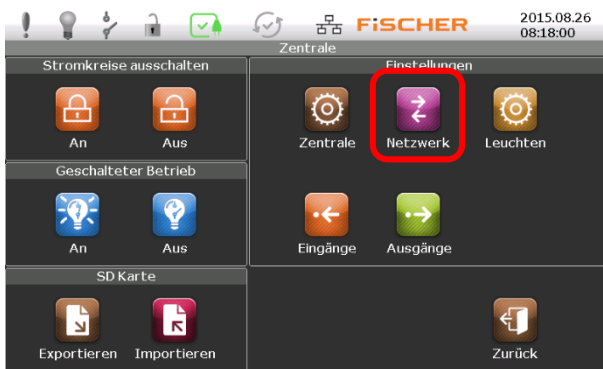 FiSCHER
2015.08.26
08:18:00
Zentrale
Stromkreise ausschalten
An
Aus
Geschalteter Betrieb
An
Aus
SD Karte
Exportieren
Importieren
Einstellungen
Zentrale
Netzwerk
Leuchten
Eingänge
Ausgänge
Zurück